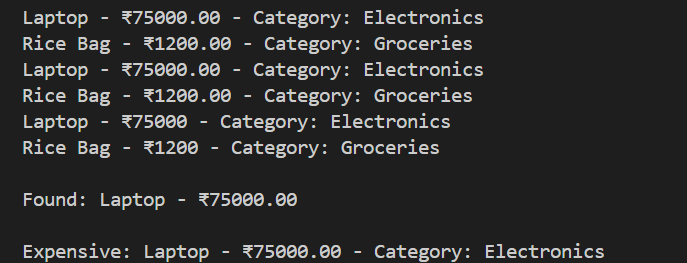 Laptop - ₹75000.00 - Category: Electronics
Rice Bag - ₹1200.00 - Category: Groceries
Laptop - ₹75000.00 - Category: Electronics
Rice Bag - ₹1200.00 - Category: Groceries
Laptop - ₹75000 - Category: Electronics
Rice Bag - ₹1200 - Category: Groceries
Found: Laptop - ₹75000.00
Expensive: Laptop - ₹75000.00 - Category: Electronics